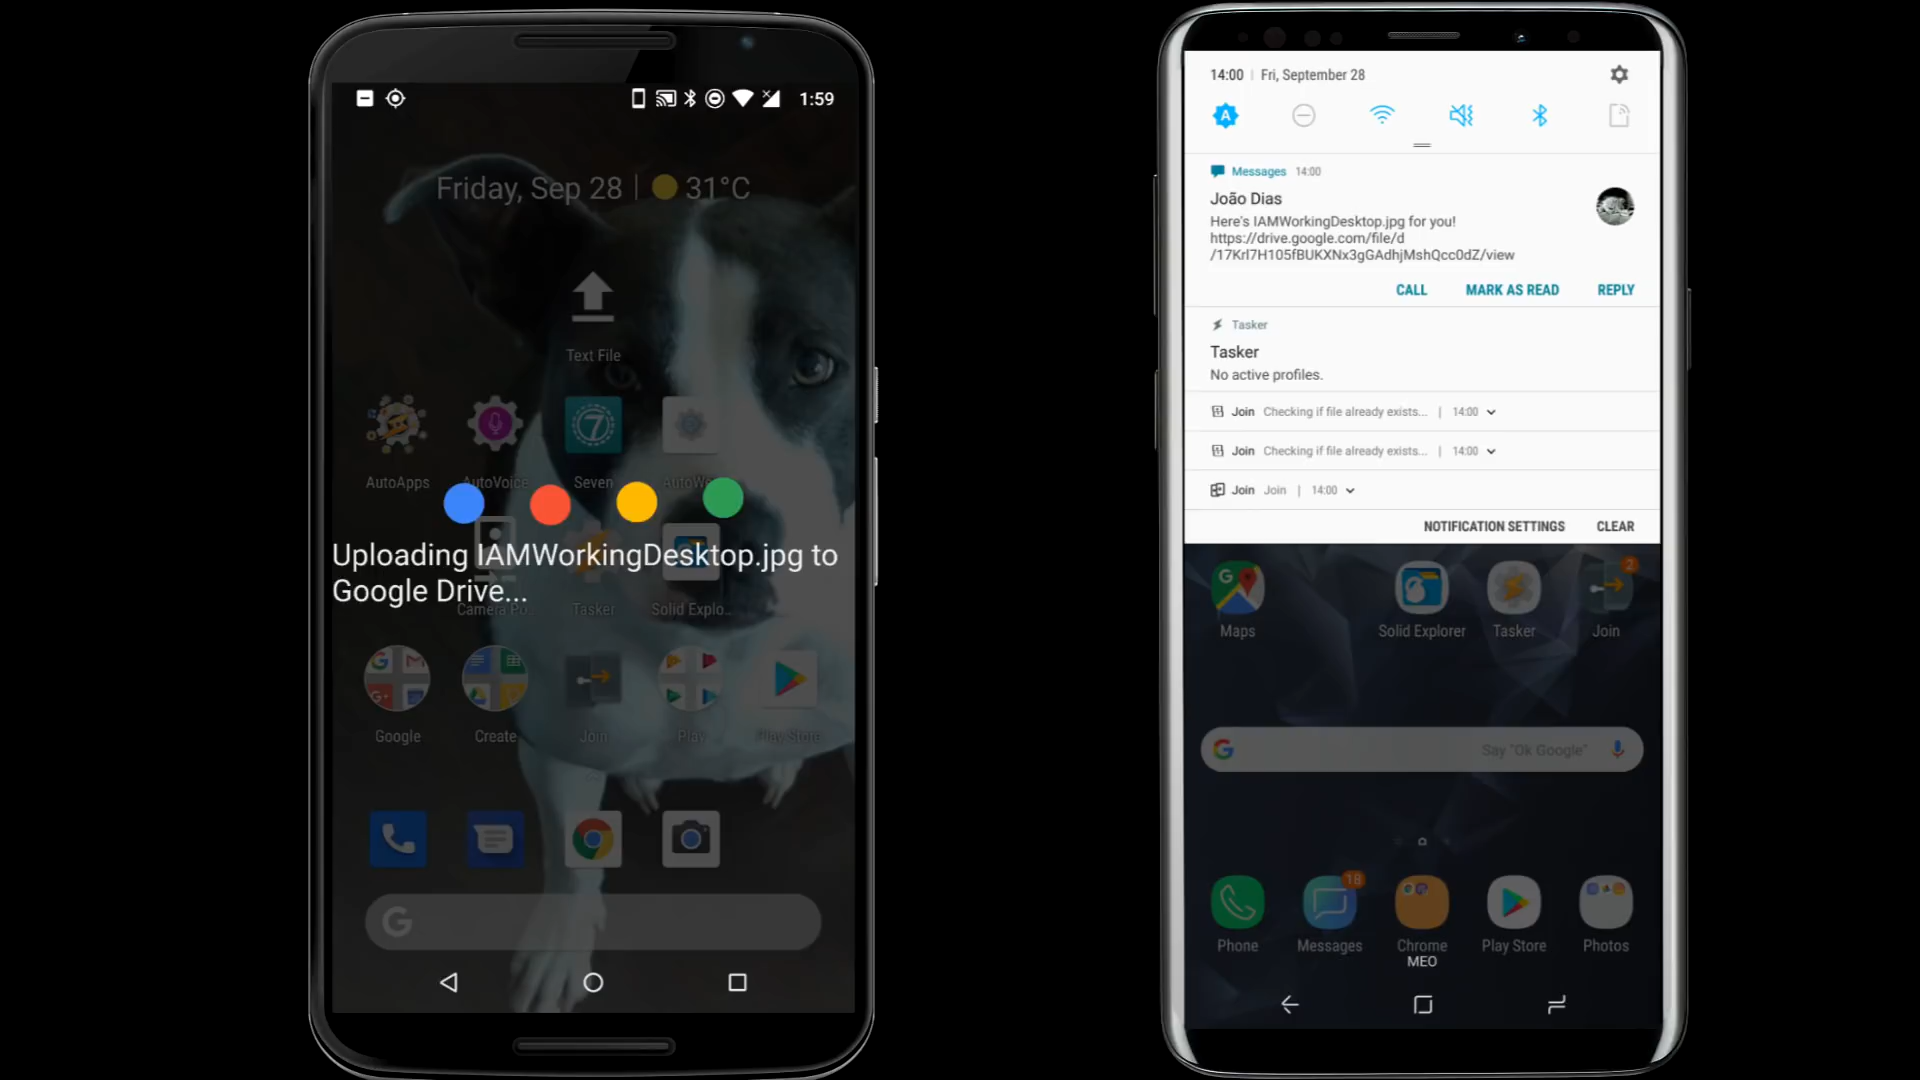 1:59
Friday, Sep 28 | 31°C
Text File
AutoApps
AutoVoice
Seven
Uploading IAMWorkingDesktop.jpg to
Google Drive...
Camera Po..
Tasker
Solid Explo..
Google
Create
Join
Play
Play Store
G
14:00 | Fri, September 28
A
Messages 14:00
João Dias
Here's IAMWorkingDesktop.jpg for you!
https://drive.google.com/file/d
/17Krl7H105fBUKXNx3gGAdhjMshQcc0dZ/view
CALL MARK AS READ REPLY
Tasker
Tasker
No active profiles.
Join Checking if file already exists... | 14:00
Join Checking if file already exists... | 14:00
Join Join | 14:00
NOTIFICATION SETTINGS CLEAR
2
Maps
Solid Explorer
Tasker
Join
G Say "Ok Google"
18
Phone
Messages
Chrome
Play Store
Photos
MEO